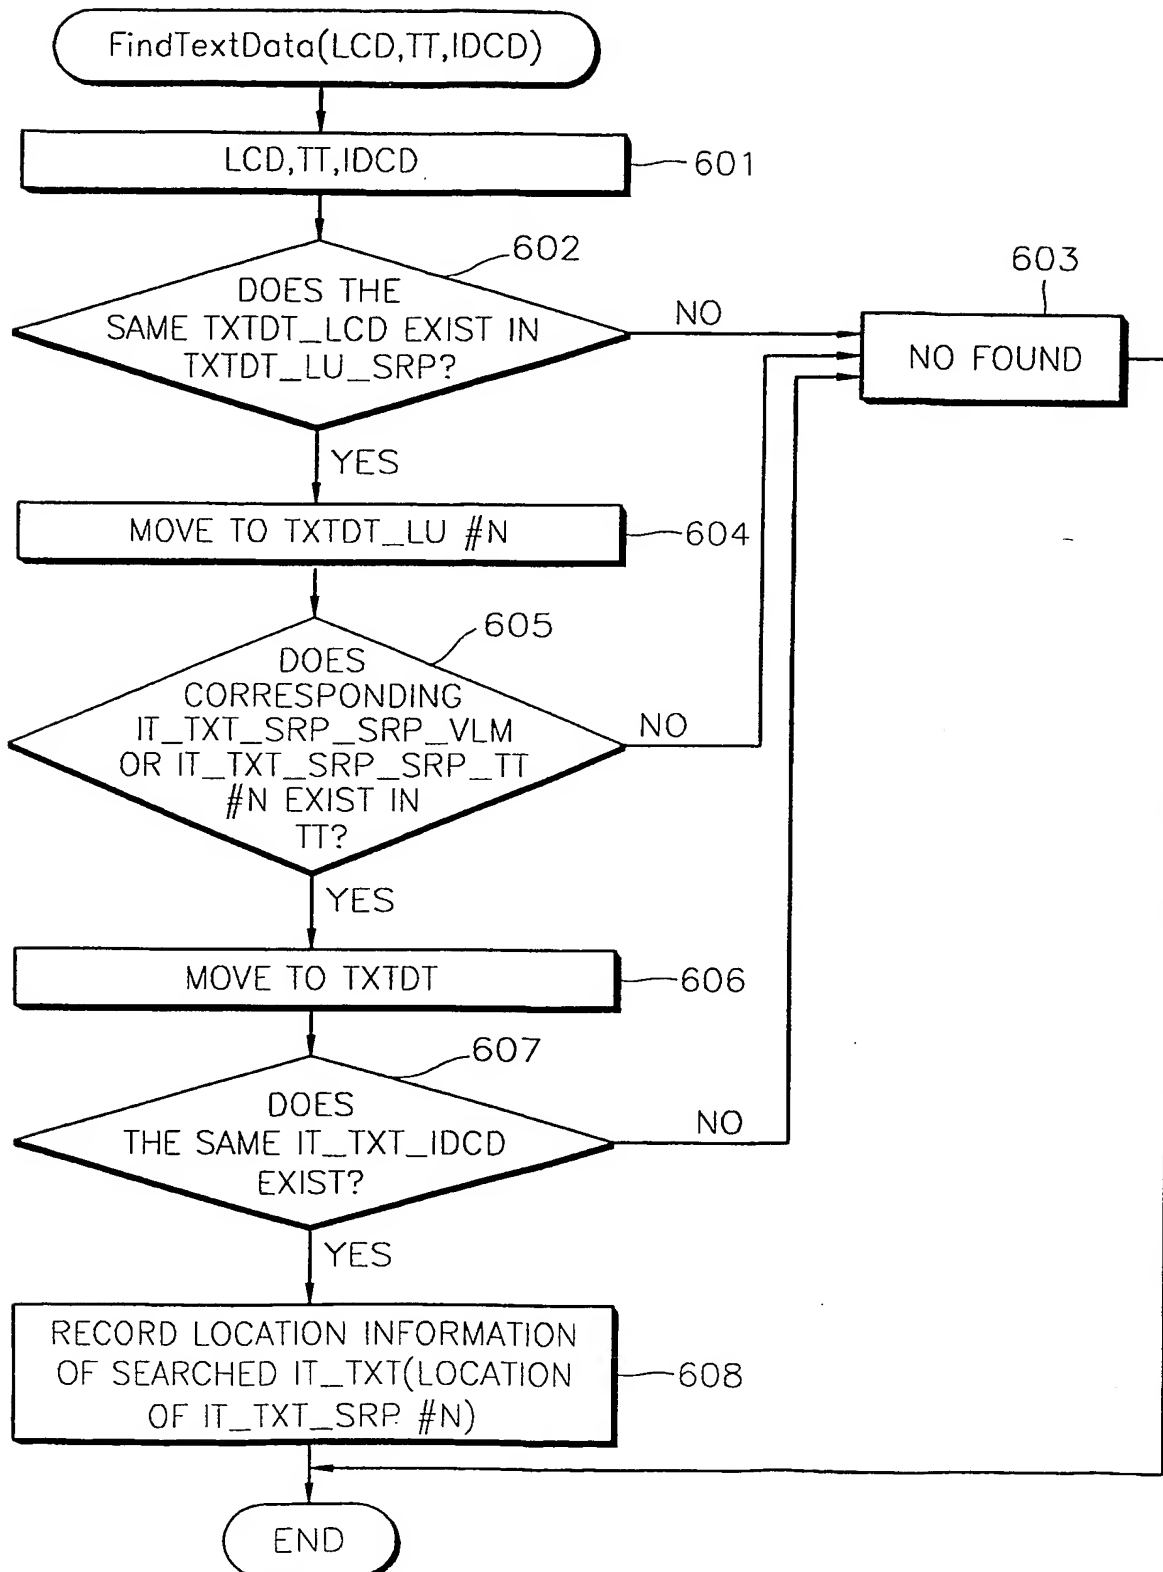 FindTextData(LCD,TT,IDCD)
LCD,TT,IDCD
601
602
DOES THE
SAME TXTDT_LCD EXIST IN
TXTDT_LU_SRP?
NO
603
NO FOUND
YES
MOVE TO TXTDT_LU #N
604
605
DOES
CORRESPONDING
IT_TXT_SRP_SRP_VLM
OR IT_TXT_SRP_SRP_TT
#N EXIST IN
TT?
NO
YES
MOVE TO TXTDT
606
607
DOES
THE SAME IT_TXT_IDCD
EXIST?
NO
YES
RECORD LOCATION INFORMATION
OF SEARCHED IT_TXT(LOCATION
OF IT_TXT_SRP #N)
608
END